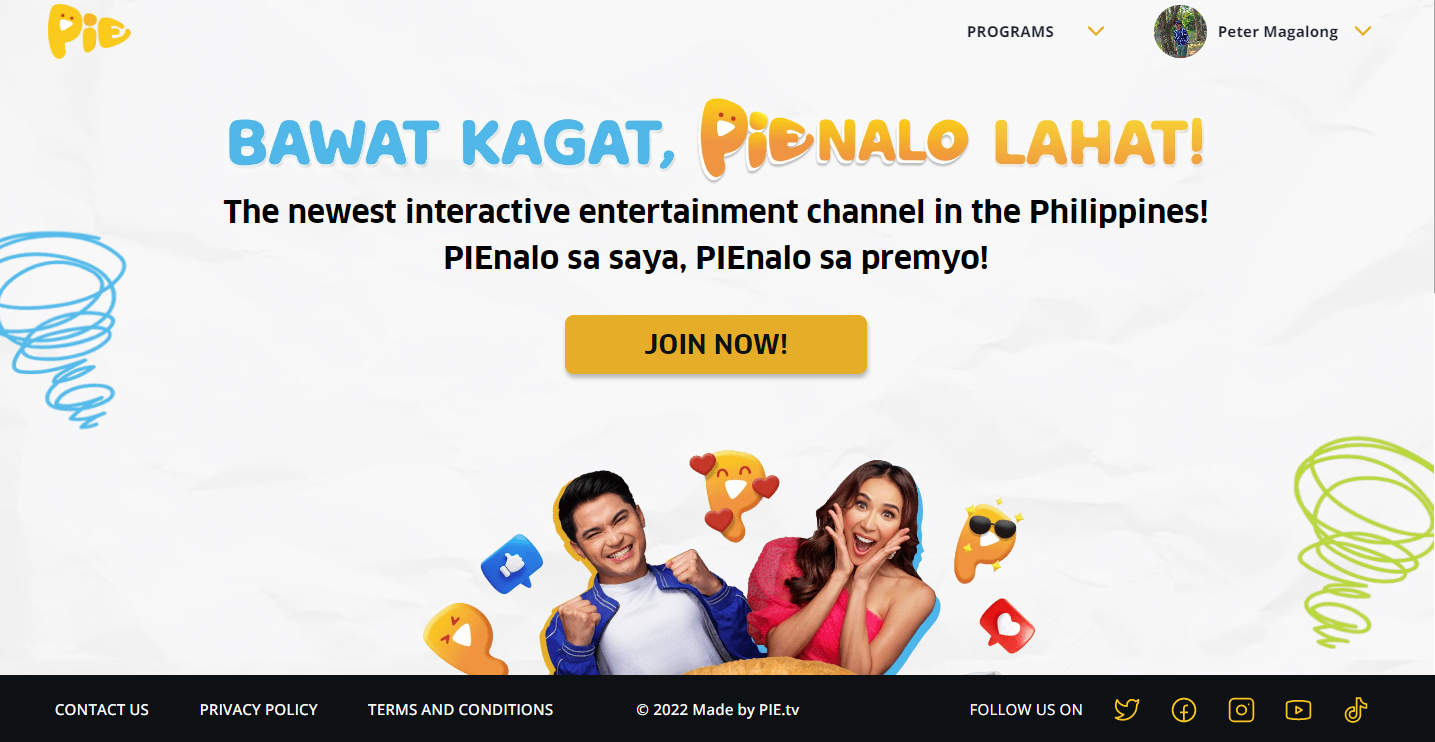 PIE
PROGRAMS
Peter Magalong
BAWAT KAGAT, PIENALO LAHAT!
The newest interactive entertainment channel in the Philippines!
PIEnalo sa saya, PIEnalo sa premyo!
JOIN NOW!
CONTACT US
PRIVACY POLICY
TERMS AND CONDITIONS
© 2022 Made by PIE.tv
FOLLOW US ON